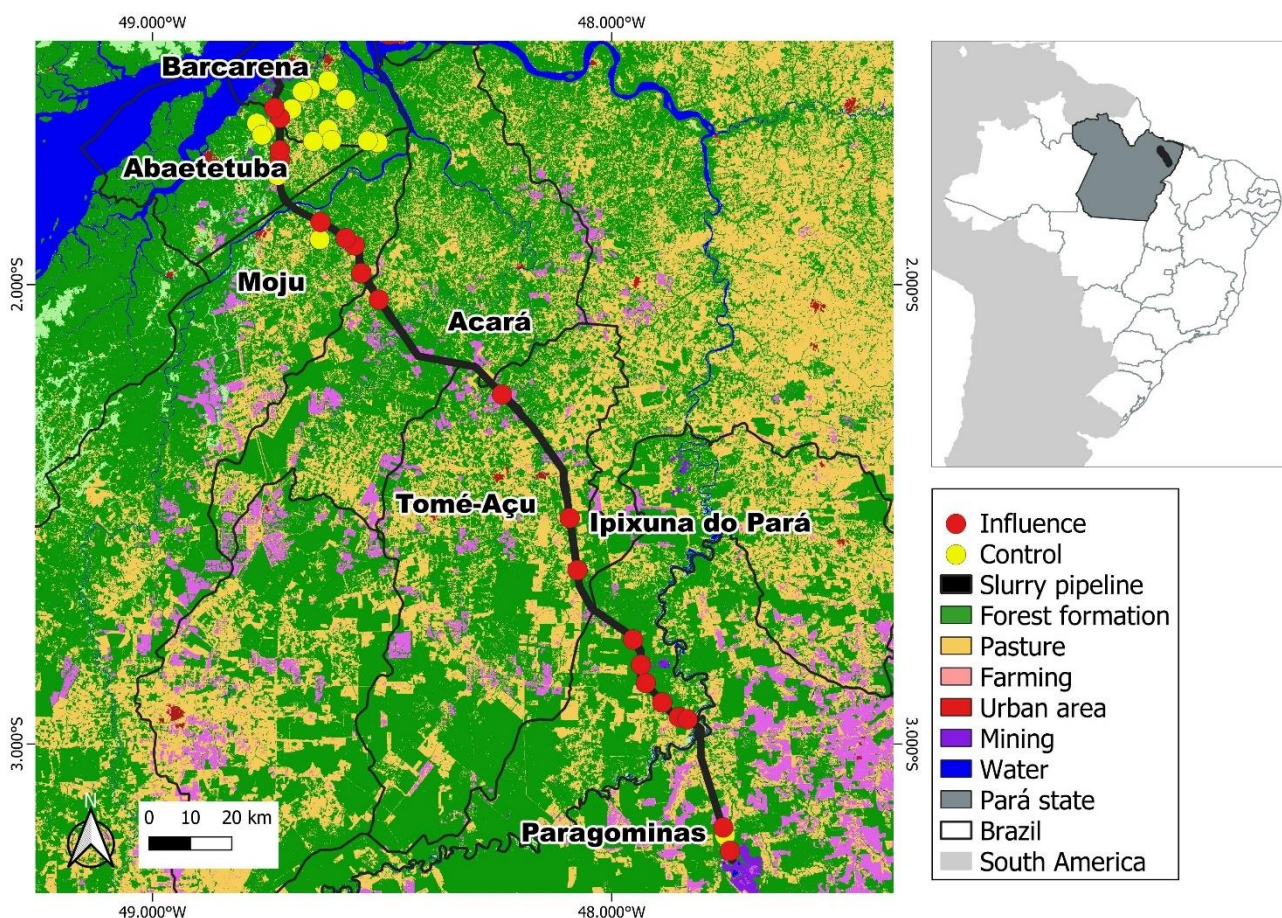 49.000°W
48.000°W
Barcarena
Abaetetuba
Moju
2.000°S
2.000°S
Acará
Tomé-Açu
Ipixuna do Pará
3.000°S
3.000°S
N
0 10 20 km
Paragominas
49.000°W
48.000°W
Influence
Control
Slurry pipeline
Forest formation
Pasture
Farming
Urban area
Mining
Water
Pará state
Brazil
South America